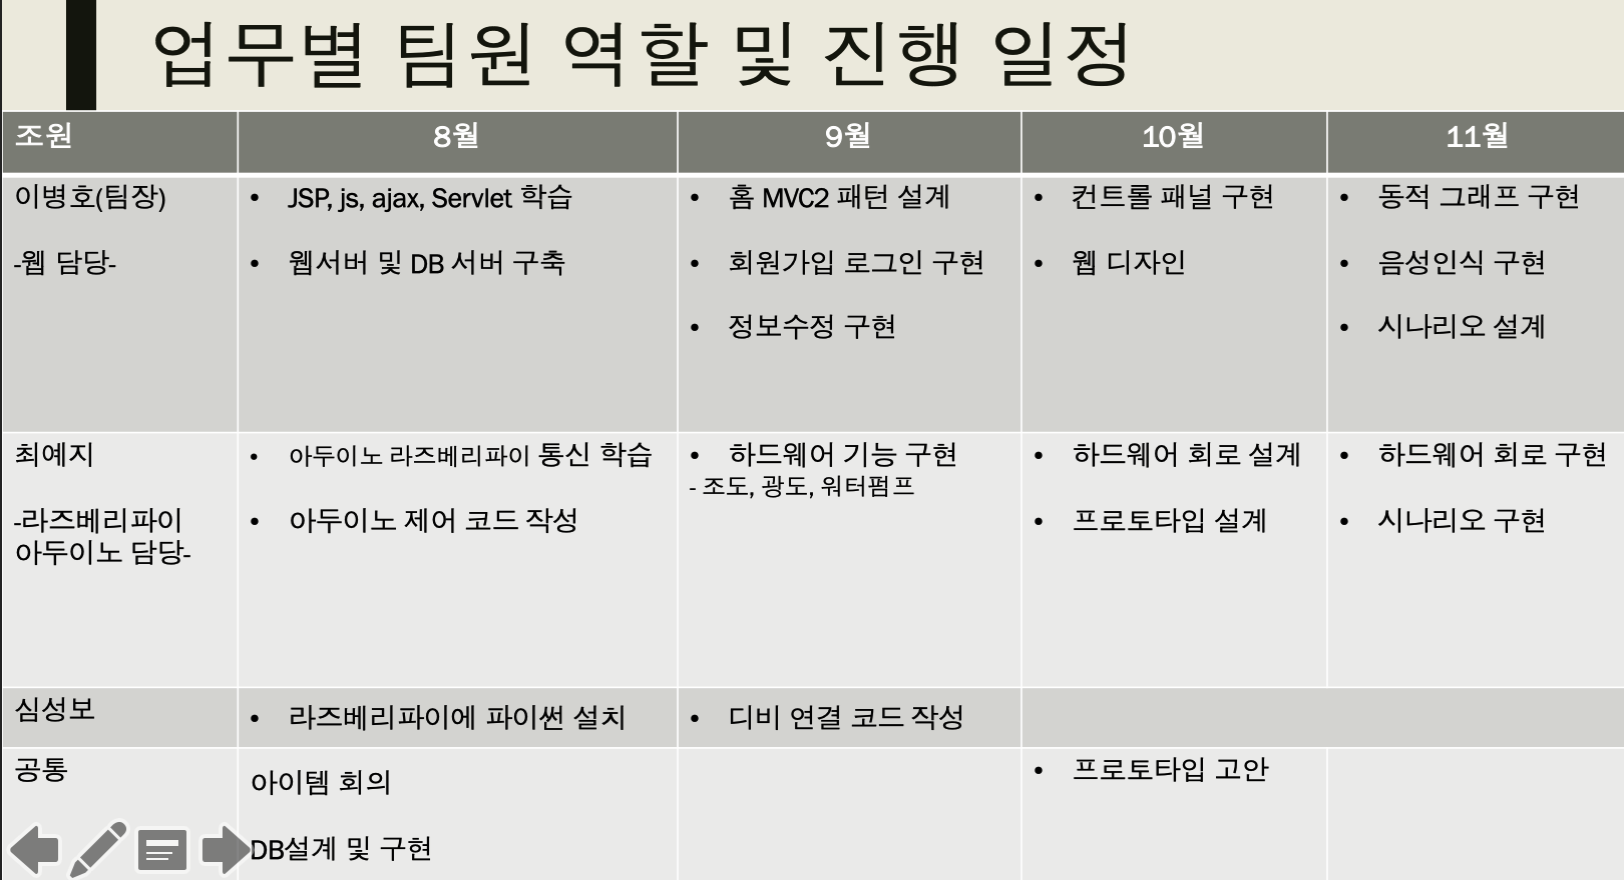 업무별 팀원 역할 및 진행 일정
조원 8월 9월 10월 11월
이병호(팀장)
-웹 담당-
• JSP, js, ajax, Servlet 학습
• 웹서버 및 DB 서버 구축
• 홈 MVC2 패턴 설계
• 회원가입 로그인 구현
• 정보수정 구현
• 컨트롤 패널 구현
• 웹 디자인
• 동적 그래프 구현
• 음성인식 구현
• 시나리오 설계
최예지
-라즈베리파이
아두이노 담당-
• 아두이노 라즈베리파이 통신 학습
• 아두이노 제어 코드 작성
• 하드웨어 기능 구현
- 조도, 광도, 워터펌프
• 하드웨어 회로 설계
• 프로토타입 설계
• 하드웨어 회로 구현
• 시나리오 구현
심성보
• 라즈베리파이에 파이썬 설치
• 디비 연결 코드 작성
공통
아이템 회의
DB설계 및 구현
• 프로토타입 고안